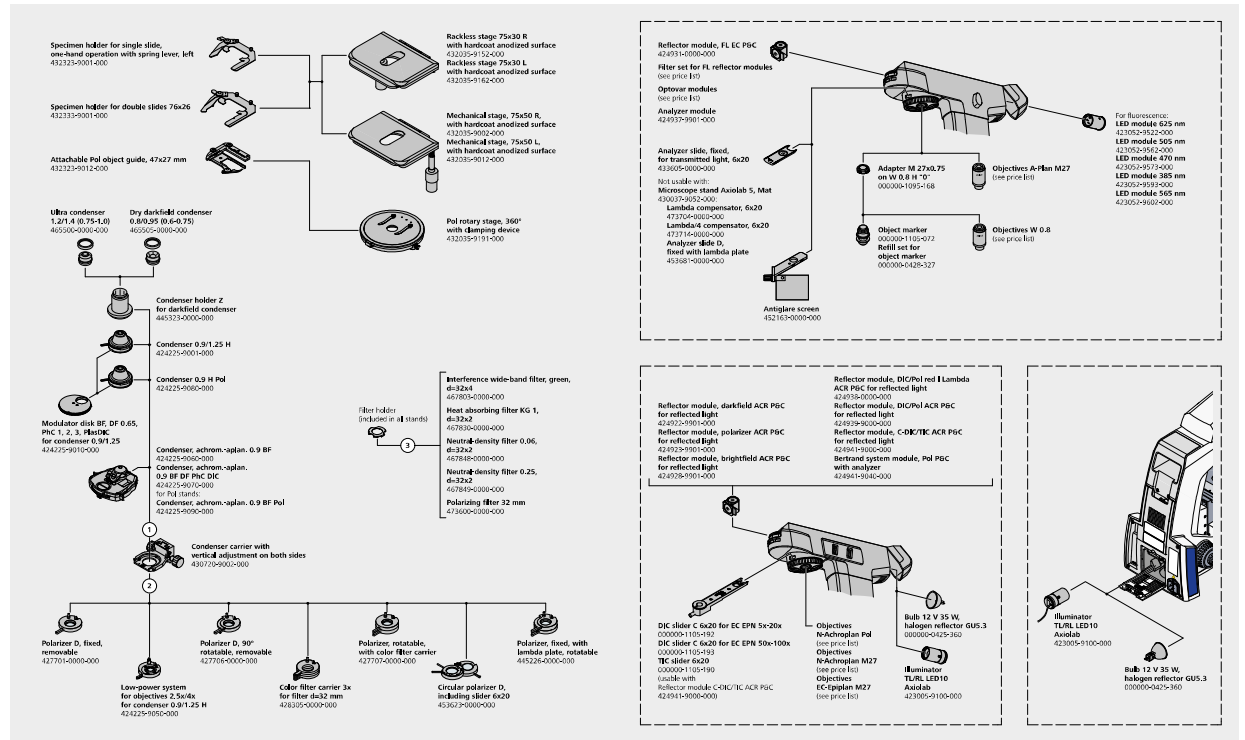 Specimen holder for single slide,
one-hand operation with spring lever, left
432323-9001-000
Specimen holder for double slides 76x26
432333-9001-000
Attachable Pol object guide, 47x27 mm
432323-9012-000
Rackless stage 75x30 R
with hardcoat anodized surface
432035-9152-000
Rackless stage 75x30 L
with hardcoat anodized surface
432035-9162-000
Mechanical stage, 75x50 R,
with hardcoat anodized surface
432035-9002-000
Mechanical stage, 75x50 L,
with hardcoat anodized surface
432035-9012-000
Pol rotary stage, 360°
with clamping device
432035-9191-000
Ultra condenser
1.2/1.4 (0.75-1.0)
465500-0000-000
Dry darkfield condenser
0.8/0.95 (0.6-0.75)
465505-0000-000
Condenser holder Z
for darkfield condenser
445323-0000-000
Condenser 0.9/1.25 H
424225-9001-000
Condenser 0.9 H Pol
424225-9080-000
Modulator disk BF, DF 0.65,
PhC 1, 2, 3, PlasDIC
for condenser 0.9/1.25
424225-9010-000
Condenser, achrom.-aplan. 0.9 BF
424225-9060-000
Condenser, achrom.-aplan.
0.9 BF DF PhC DIC
424225-9070-000
for Pol stands:
Condenser, achrom.-aplan. 0.9 BF Pol
424225-9090-000
1
Condenser carrier with
vertical adjustment on both sides
430720-9002-000
2
Filter holder
(included in all stands)
3
Interference wide-band filter, green,
d=32x4
467803-0000-000
Heat absorbing filter KG 1,
d=32x2
467830-0000-000
Neutral-density filter 0,06,
d=32x2
467848-0000-000
Neutral-density filter 0.25,
d=32x2
467849-0000-000
Polarizing filter 32 mm
473600-0000-000
Polarizer D, fixed,
removable
427701-0000-000
Polarizer D, 90°
rotatable, removable
427706-0000-000
Polarizer, rotatable,
with color filter carrier
427707-0000-000
Polarizer, fixed, with
lambda plate, rotatable
445226-0000-000
Low-power system
for objectives 2,5x/4x
for condenser 0.9/1.25 H
424225-9050-000
Color filter carrier 3x
for filter d=32 mm
428305-0000-000
Circular polarizer D,
including slider 6x20
453623-0000-000
Reflector module, FL EC P&C
424931-0000-000
Filter set for FL reflector modules
(see price list)
Optovar modules
(see price list)
Analyzer module
424937-9901-000
Analyzer slide, fixed,
for transmitted light, 6x20
433605-0000-000
Not usable with:
Microscope stand Axiolab 5, Mat
430037-9052-000:
Lambda compensator, 6x20
473704-0000-000
Lambda/4 compensator, 6x20
473714-0000-000
Analyzer slide D,
fixed with lambda plate
453681-0000-000
Antiglare screen
452163-0000-000
Adapter M 27x0.75
on W 0,8 H "0"
000000-1095-168
Objectives A-Plan M27
(see price list)
Object marker
000000-1105-072
Refill set for
object marker
000000-0428-327
Objectives W 0.8
(see price list)
For fluorescence:
LED module 625 nm
423052-9522-000
LED module 505 nm
423052-9562-000
LED module 470 nm
423052-9573-000
LED module 385 nm
423052-9593-000
LED module 565 nm
423052-9602-000
Reflector module, darkfield ACR P&C
for reflected light
424922-9901-000
Reflector module, polarizer ACR P&C
for reflected light
424923-9901-000
Reflector module, brightfield ACR P&C
for reflected light
424928-9901-000
Reflector module, DIC/Pol red I Lambda
ACR P&C for reflected light
424938-0000-000
Reflector module, DIC/Pol ACR P&C
for reflected light
424939-9000-000
Reflector module, C-DIC/TIC ACR P&C
for reflected light
424941-9000-000
Bertrand system module, Pol P&C
with analyzer
424941-9040-000
DJC slider C 6x20 for EC EPN 5x-20x
000000-1105-192
DIC slider C 6x20 for EC EPN 50x-100x
000000-1105-193
TIC slider 6x20
000000-1105-190
(usable with
Reflector module C-DIC/TIC ACR P&C
424941-9000-000)
Objectives
N-Achroplan Pol
(see price list)
Objectives
N-Achroplan M27
(see price list)
Objectives
EC-Epiplan M27
(see price list)
Bulb 12 V 35 W,
halogen reflector GU5.3
000000-0425-360
Illuminator
TL/RL LED10
Axiolab
423005-9100-000
Illuminator
TL/RL LED10
Axiolab
423005-9100-000
Bulb 12 V 35 W,
halogen reflector GU5.3
000000-0425-360